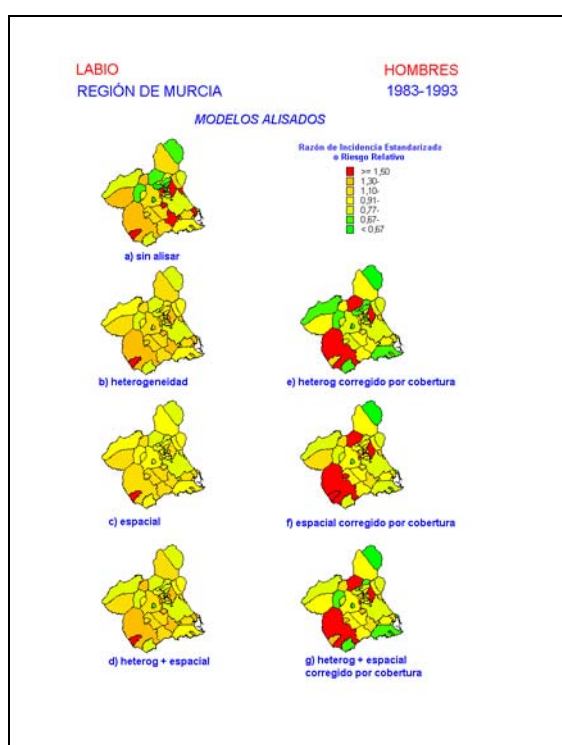 LABIO
HOMBRES
REGIÓN DE MURCIA
1983-1993
MODELOS ALISADOS
Razón de Incidencia Estandarizada
o Riesgo Relativo
>= 1,50
1,30-
1,10-
0,91-
0,77-
0,67-
< 0,67
a) sin alisar
b) heterogeneidad
e) heterog corregido por cobertura
c) espacial
f) espacial corregido por cobertura
d) heterog + espacial
g) heterog + espacial
corregido por cobertura